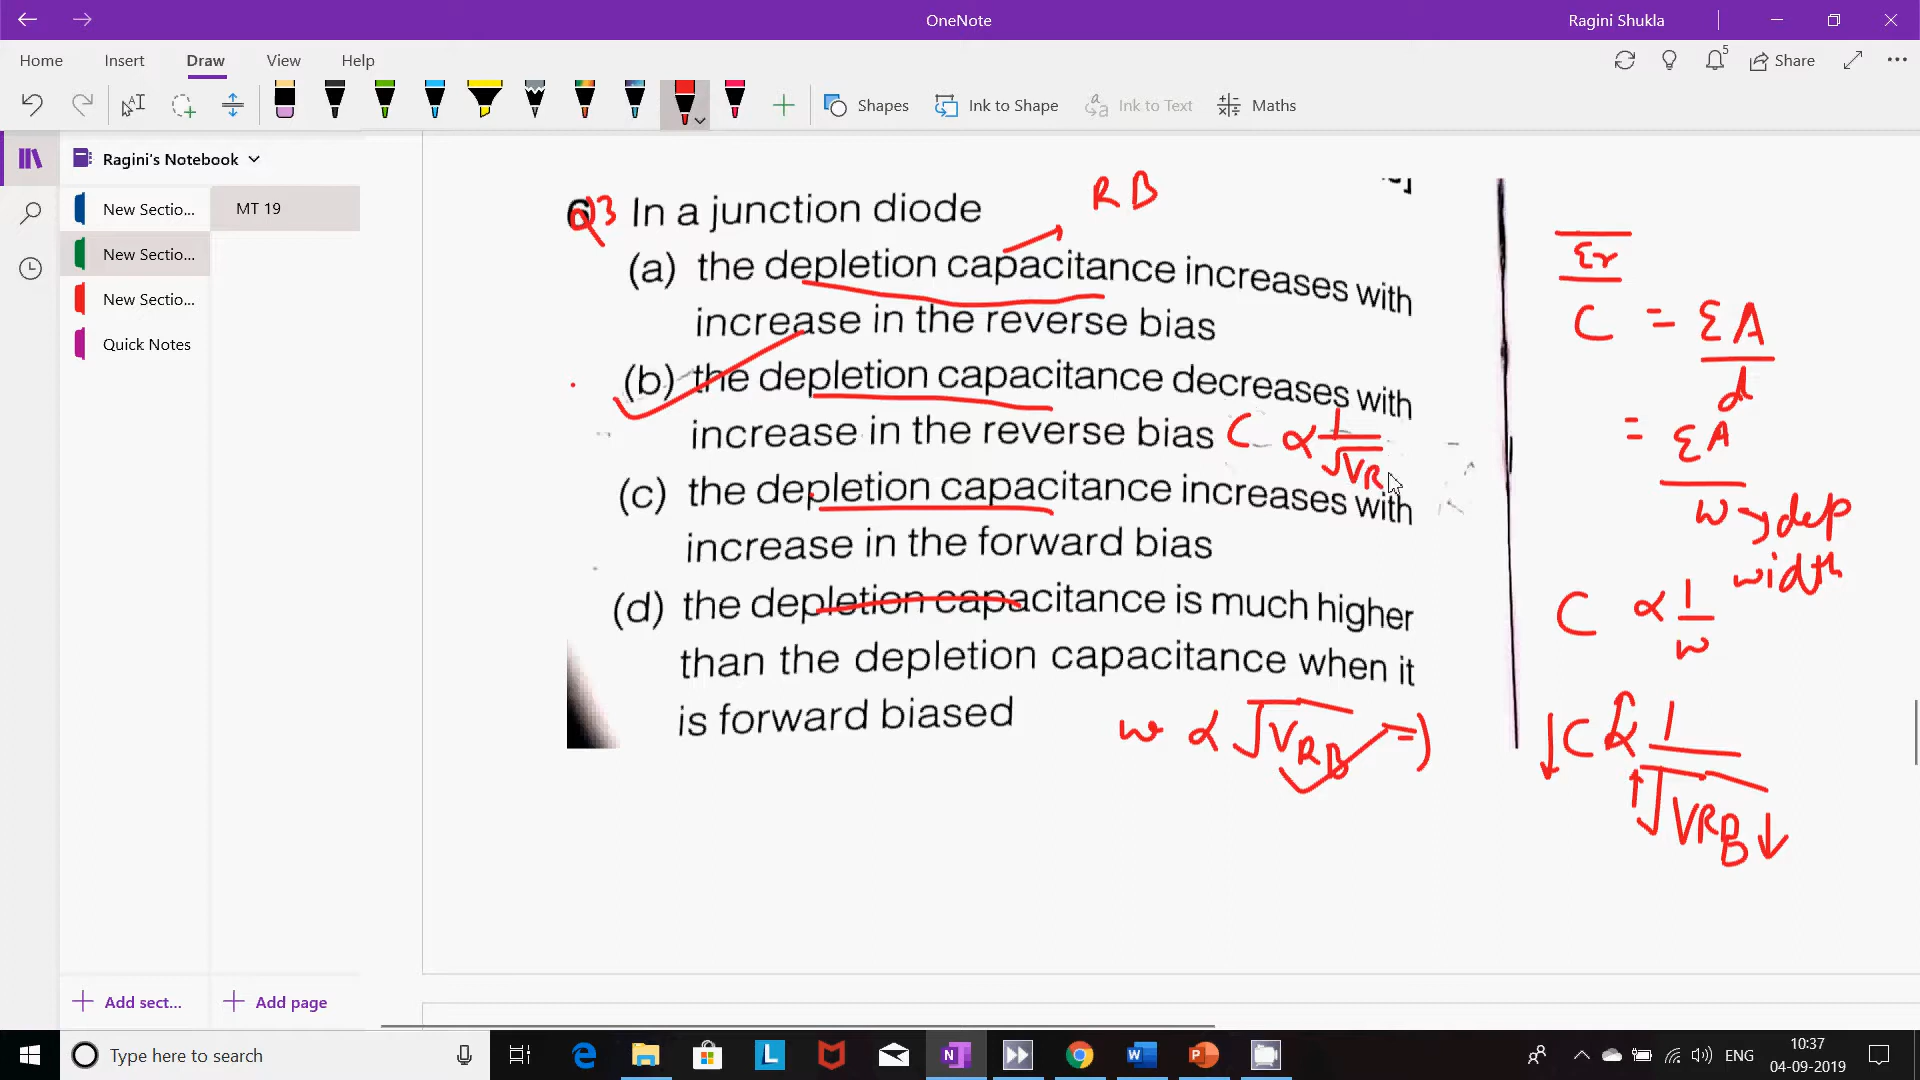 OneNote
Ragini Shukla
Home
Insert
Draw
View
Help
5
Share
Shapes
Ink to Shape
Ink to Text
Maths
Ragini's Notebook
New Sectio...
MT 19
New Sectio...
New Sectio...
Quick Notes
RB
Q3 In a junction diode
(a) the depletion capacitance increases with
increase in the reverse bias
(b) the depletion capacitance decreases with
increase in the reverse bias C ∝ 1/√VR
(c) the depletion capacitance increases with
increase in the forward bias
(d) the depletion capacitance is much higher
than the depletion capacitance when it
is forward biased
w ∝ √VRB =)
Er
C = εA/d
= εA/w → dep
width
C ∝ 1/w
↓C ∝ 1/↑√VRB↓
Add sect...
Add page
Type here to search
ENG
10:37
04-09-2019